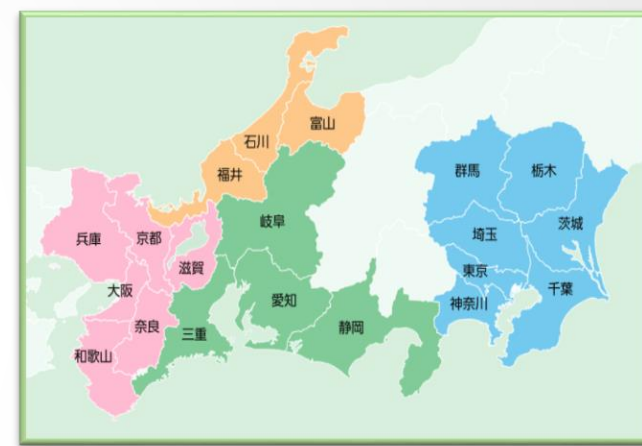 石川
富山
福井
群馬
栃木
兵庫
京都
滋賀
岐阜
埼玉
茨城
東京
千葉
大阪
愛知
神奈川
奈良
三重
静岡
和歌山